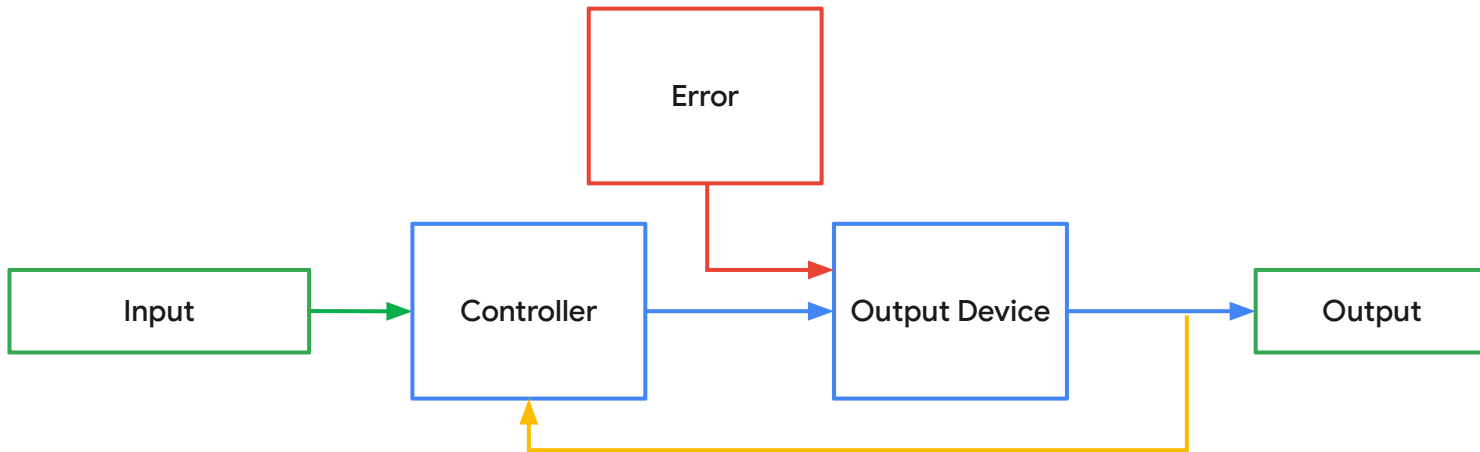 Error
Input
Controller
Output Device
Output